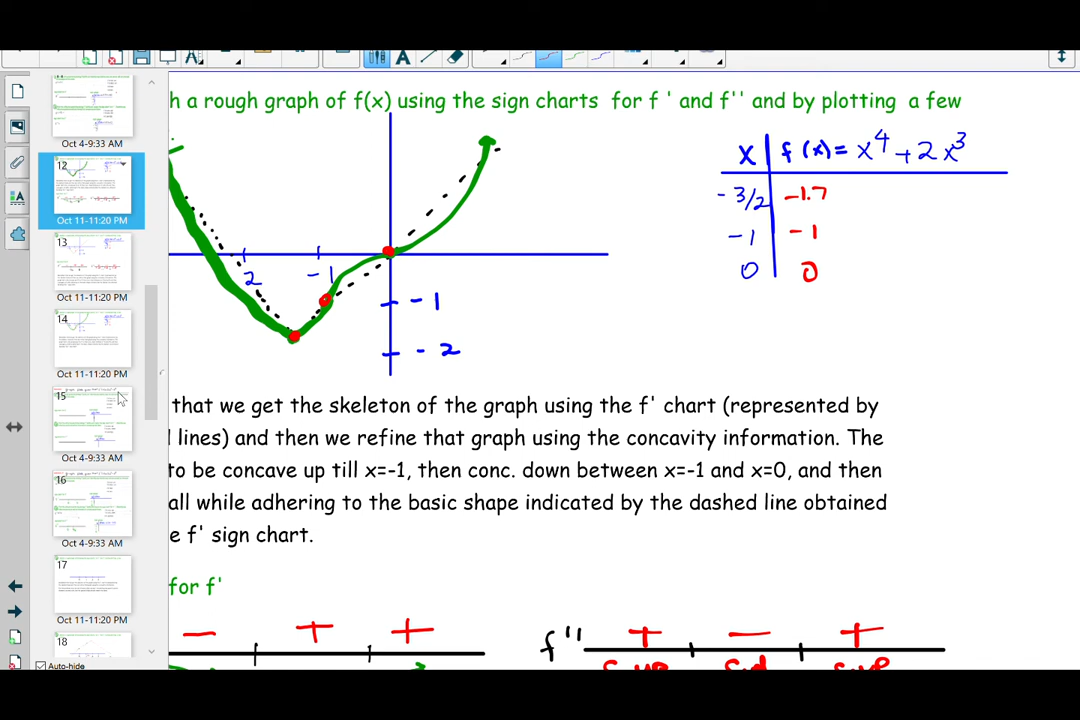 h a rough graph of f(x) using the sign charts for f ' and f'' and by plotting a few
x f(x)= x⁴ + 2x³
-3/2 -1.7
-1 -1
0 0
2 -1
-1
-2
that we get the skeleton of the graph using the f' chart (represented by
l lines) and then we refine that graph using the concavity information. The
to be concave up till x=-1, then conc. down between x=-1 and x=0, and then
all while adhering to the basic shape indicated by the dashed line obtained
e f' sign chart.
for f'
− + +
f'' + − +
Oct 4-9:33 AM
12
Oct 11-11:20 PM
13
Oct 11-11:20 PM
14
Oct 11-11:20 PM
15
Oct 4-9:33 AM
16
Oct 4-9:33 AM
17
Oct 11-11:20 PM
18
Auto-hide